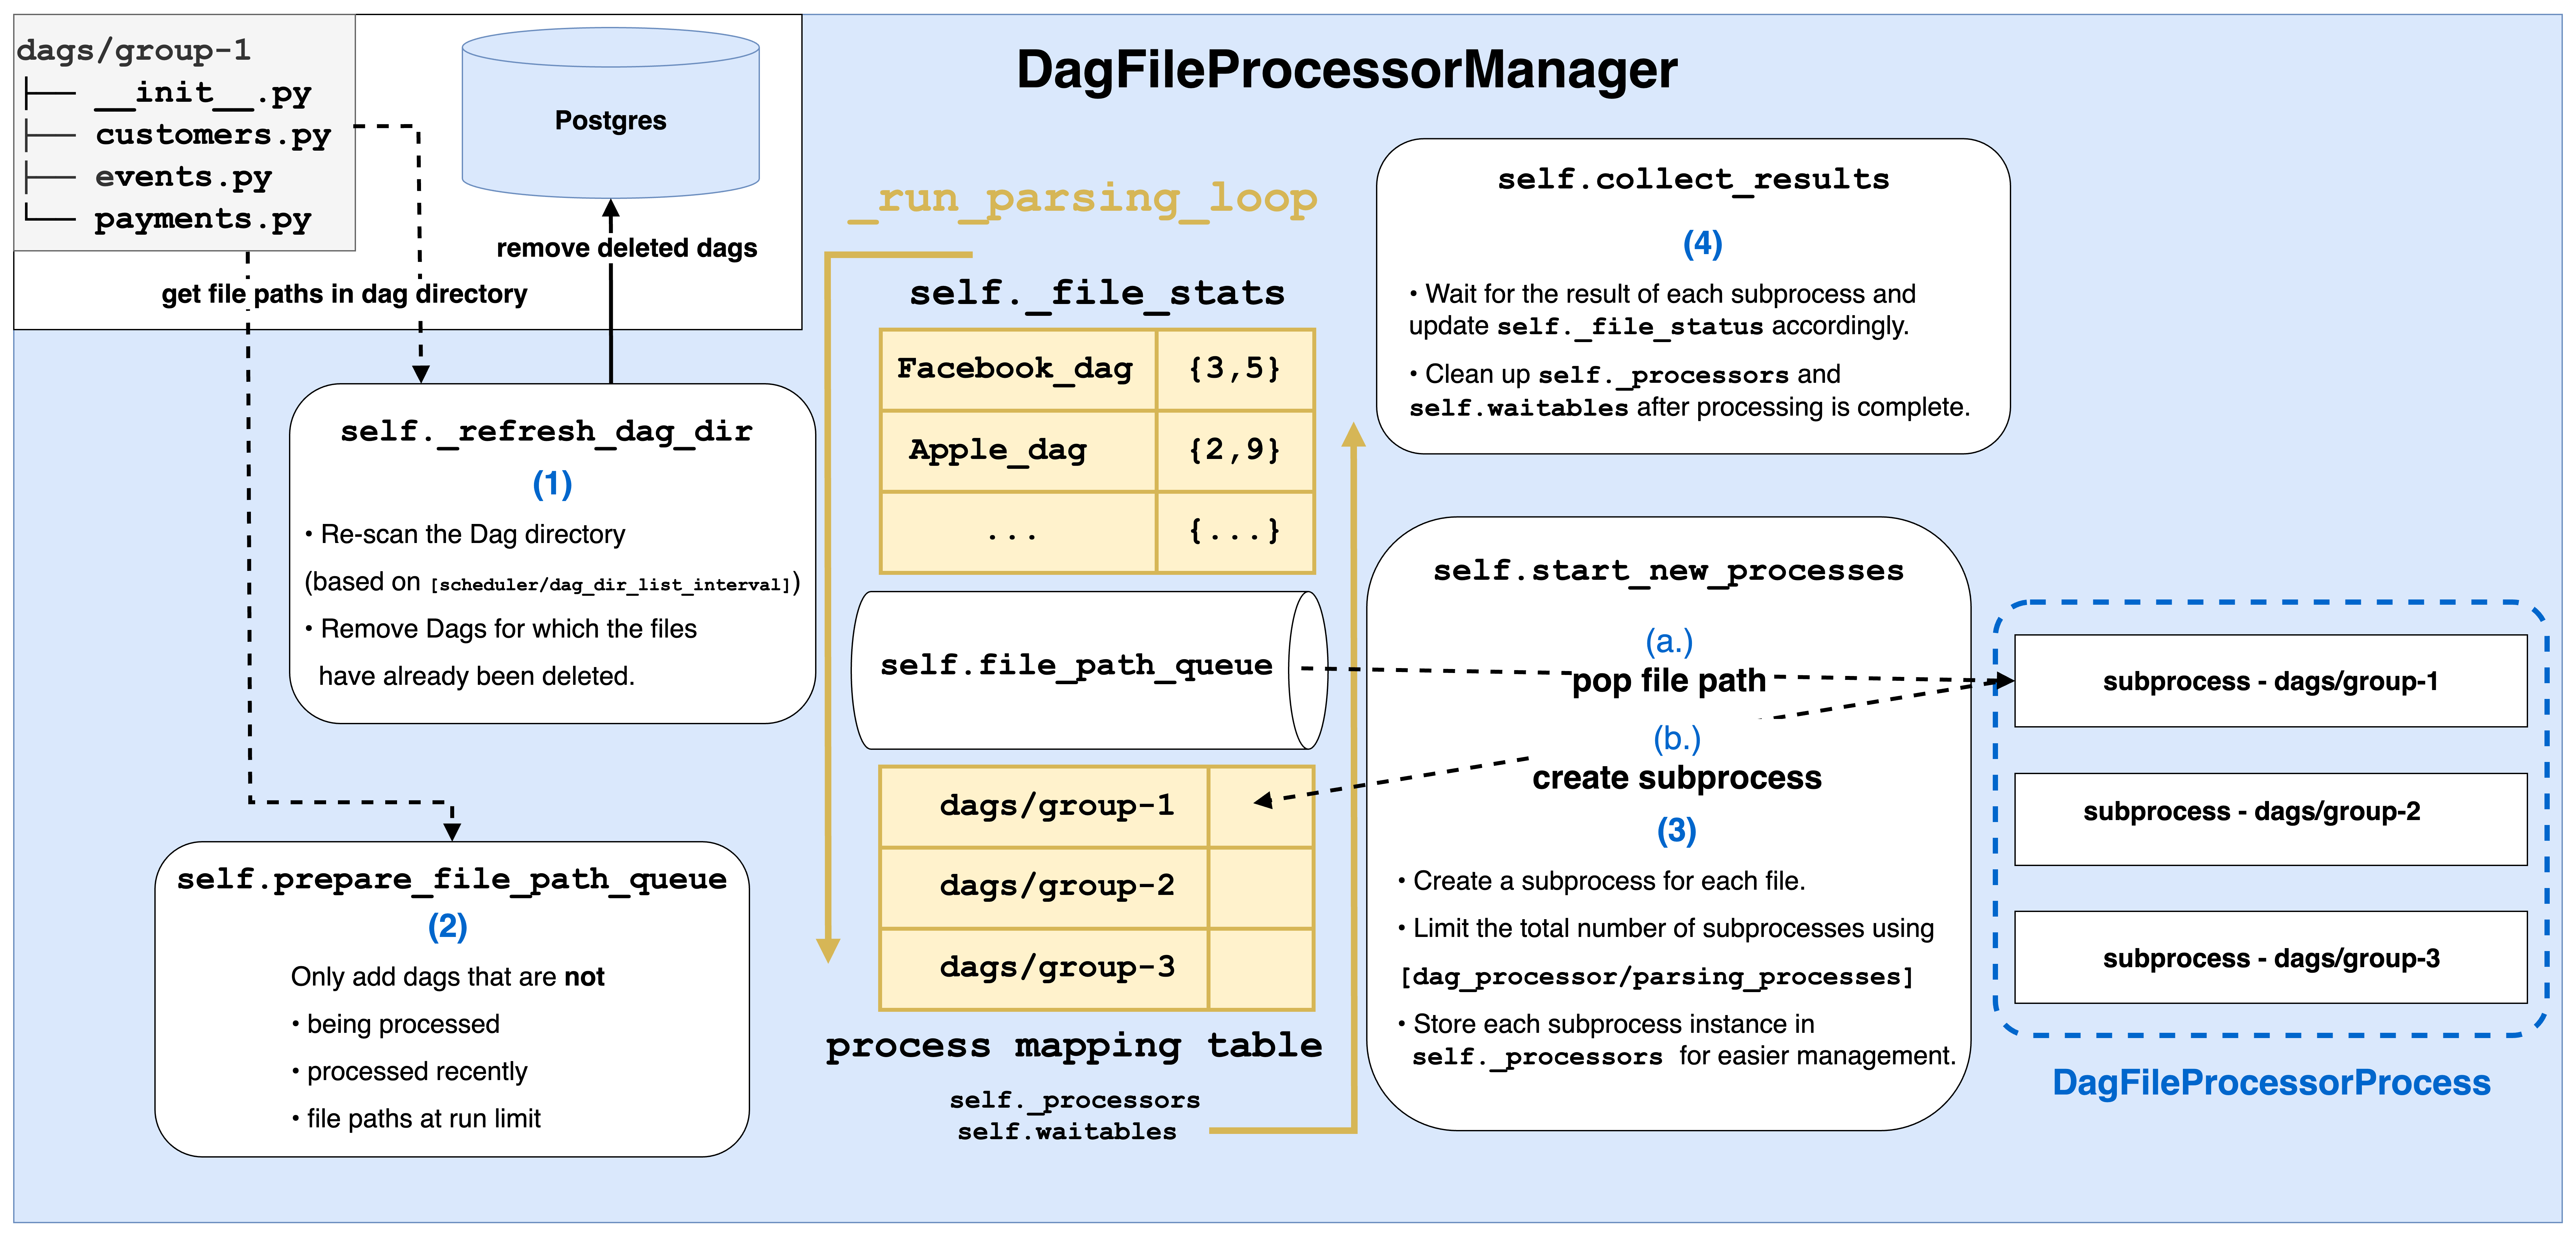 dags/group-1
├── __init__.py
├── customers.py
├── events.py
└── payments.py
Postgres
remove deleted dags
get file paths in dag directory
DagFileProcessorManager
self._refresh_dag_dir
(1)
• Re-scan the Dag directory
(based on [scheduler/dag_dir_list_interval])
• Remove Dags for which the files
have already been deleted.
self.prepare_file_path_queue
(2)
Only add dags that are not
• being processed
• processed recently
• file paths at run limit
_run_parsing_loop
self._file_stats
Facebook_dag {3,5}
Apple_dag {2,9}
... {...}
self.file_path_queue
dags/group-1
dags/group-2
dags/group-3
process mapping table
self._processors
self.waitables
self.collect_results
(4)
• Wait for the result of each subprocess and
update self._file_status accordingly.
• Clean up self._processors and
self.waitables after processing is complete.
self.start_new_processes
(a.)
pop file path
(b.)
create subprocess
(3)
• Create a subprocess for each file.
• Limit the total number of subprocesses using
[dag_processor/parsing_processes]
• Store each subprocess instance in
self._processors for easier management.
subprocess - dags/group-1
subprocess - dags/group-2
subprocess - dags/group-3
DagFileProcessorProcess